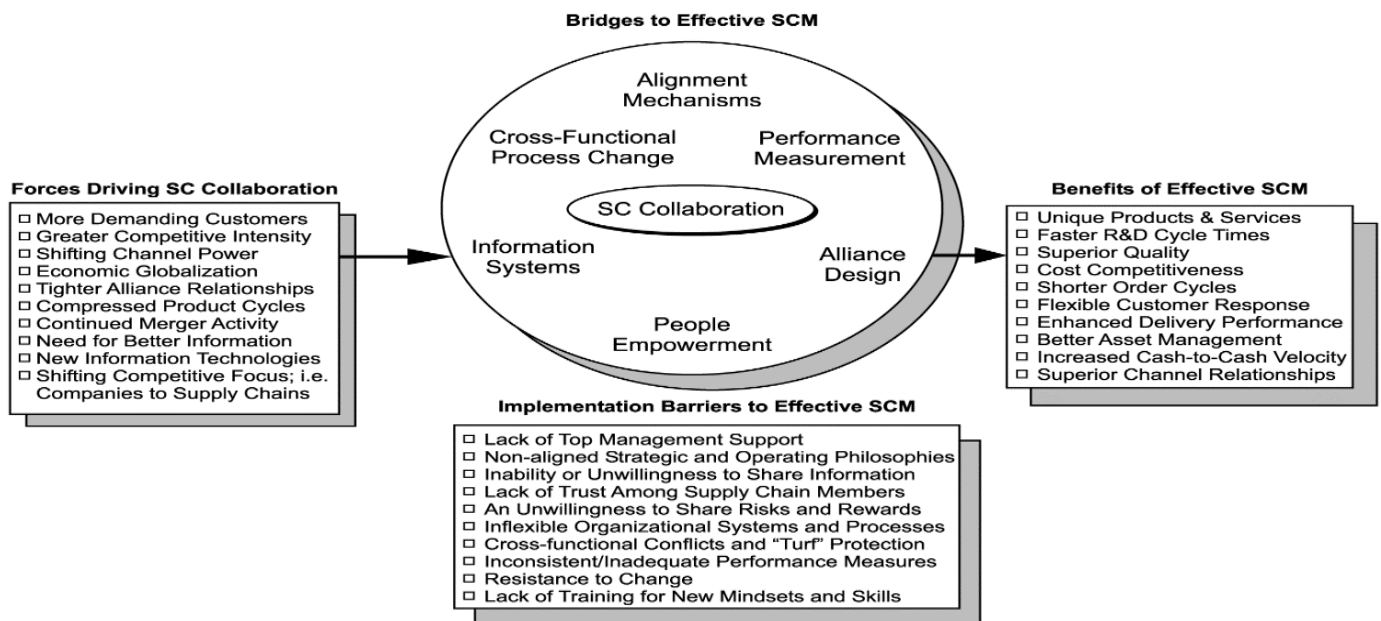 Bridges to Effective SCM
Alignment
Mechanisms
Cross-Functional
Process Change
Performance
Measurement
SC Collaboration
Information
Systems
Alliance
Design
People
Empowerment
Forces Driving SC Collaboration
□ More Demanding Customers
□ Greater Competitive Intensity
□ Shifting Channel Power
□ Economic Globalization
□ Tighter Alliance Relationships
□ Compressed Product Cycles
□ Continued Merger Activity
□ Need for Better Information
□ New Information Technologies
□ Shifting Competitive Focus; i.e.
Companies to Supply Chains
Benefits of Effective SCM
□ Unique Products & Services
□ Faster R&D Cycle Times
□ Superior Quality
□ Cost Competitiveness
□ Shorter Order Cycles
□ Flexible Customer Response
□ Enhanced Delivery Performance
□ Better Asset Management
□ Increased Cash-to-Cash Velocity
□ Superior Channel Relationships
Implementation Barriers to Effective SCM
□ Lack of Top Management Support
□ Non-aligned Strategic and Operating Philosophies
□ Inability or Unwillingness to Share Information
□ Lack of Trust Among Supply Chain Members
□ An Unwillingness to Share Risks and Rewards
□ Inflexible Organizational Systems and Processes
□ Cross-functional Conflicts and “Turf” Protection
□ Inconsistent/Inadequate Performance Measures
□ Resistance to Change
□ Lack of Training for New Mindsets and Skills